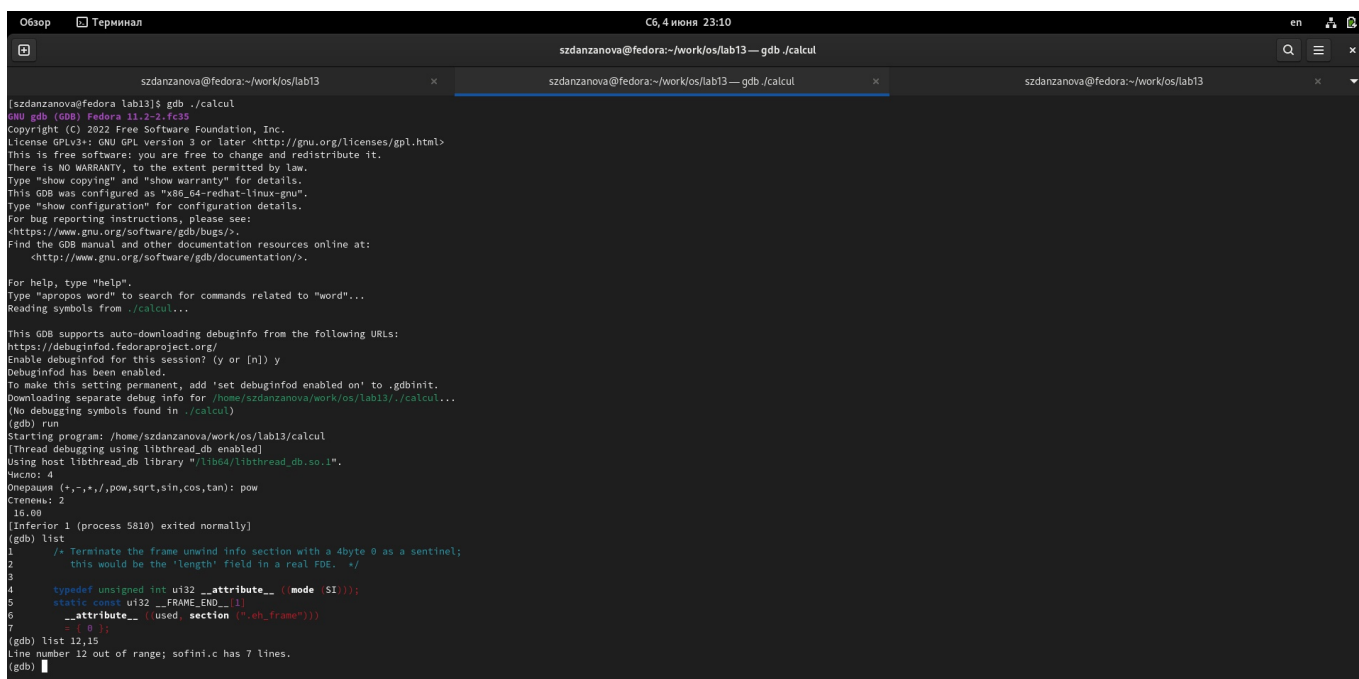 Обзор Терминал Сб, 4 июня 23:10 en
szdanzanova@fedora:~/work/os/lab13 — gdb ./calcul
szdanzanova@fedora:~/work/os/lab13 szdanzanova@fedora:~/work/os/lab13 — gdb ./calcul szdanzanova@fedora:~/work/os/lab13
[szdanzanova@fedora lab13]$ gdb ./calcul
GNU gdb (GDB) Fedora 11.2-2.fc35
Copyright (C) 2022 Free Software Foundation, Inc.
License GPLv3+: GNU GPL version 3 or later <http://gnu.org/licenses/gpl.html>
This is free software: you are free to change and redistribute it.
There is NO WARRANTY, to the extent permitted by law.
Type "show copying" and "show warranty" for details.
This GDB was configured as "x86_64-redhat-linux-gnu".
Type "show configuration" for configuration details.
For bug reporting instructions, please see:
<https://www.gnu.org/software/gdb/bugs/>.
Find the GDB manual and other documentation resources online at:
<http://www.gnu.org/software/gdb/documentation/>.
For help, type "help".
Type "apropos word" to search for commands related to "word"...
Reading symbols from ./calcul...
This GDB supports auto-downloading debuginfo from the following URLs:
https://debuginfod.fedoraproject.org/
Enable debuginfod for this session? (y or [n]) y
Debuginfod has been enabled.
To make this setting permanent, add 'set debuginfod enabled on' to .gdbinit.
Downloading separate debug info for /home/szdanzanova/work/os/lab13/./calcul...
(No debugging symbols found in ./calcul)
(gdb) run
Starting program: /home/szdanzanova/work/os/lab13/calcul
[Thread debugging using libthread_db enabled]
Using host libthread_db library "/lib64/libthread_db.so.1".
Число: 4
Операция (+,-,*,/,pow,sqrt,sin,cos,tan): pow
Степень: 2
16.00
[Inferior 1 (process 5810) exited normally]
(gdb) list
1 /* Terminate the frame unwind info section with a 4byte 0 as a sentinel;
2 this would be the 'length' field in a real FDE. */
3
4 typedef unsigned int ui32 __attribute__ ((mode (SI)));
5 static const ui32 __FRAME_END__[1]
6 __attribute__ ((used, section (".eh_frame")))
7 = { 0 };
(gdb) list 12,15
Line number 12 out of range; sofini.c has 7 lines.
(gdb)